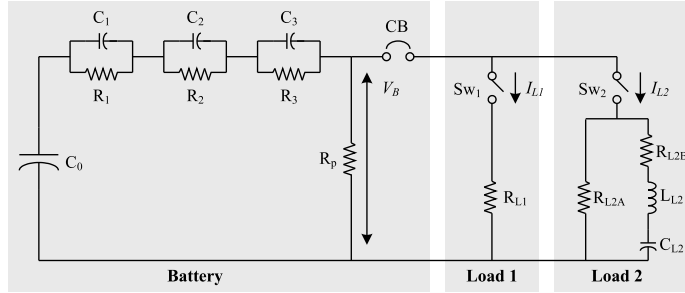 C1 C2 C3 CB
R1 R2 R3
VB
Sw1 IL1
Sw2 IL2
C0
Rp
RL1
RL2A
RL2B
LL2
CL2
Battery
Load 1
Load 2